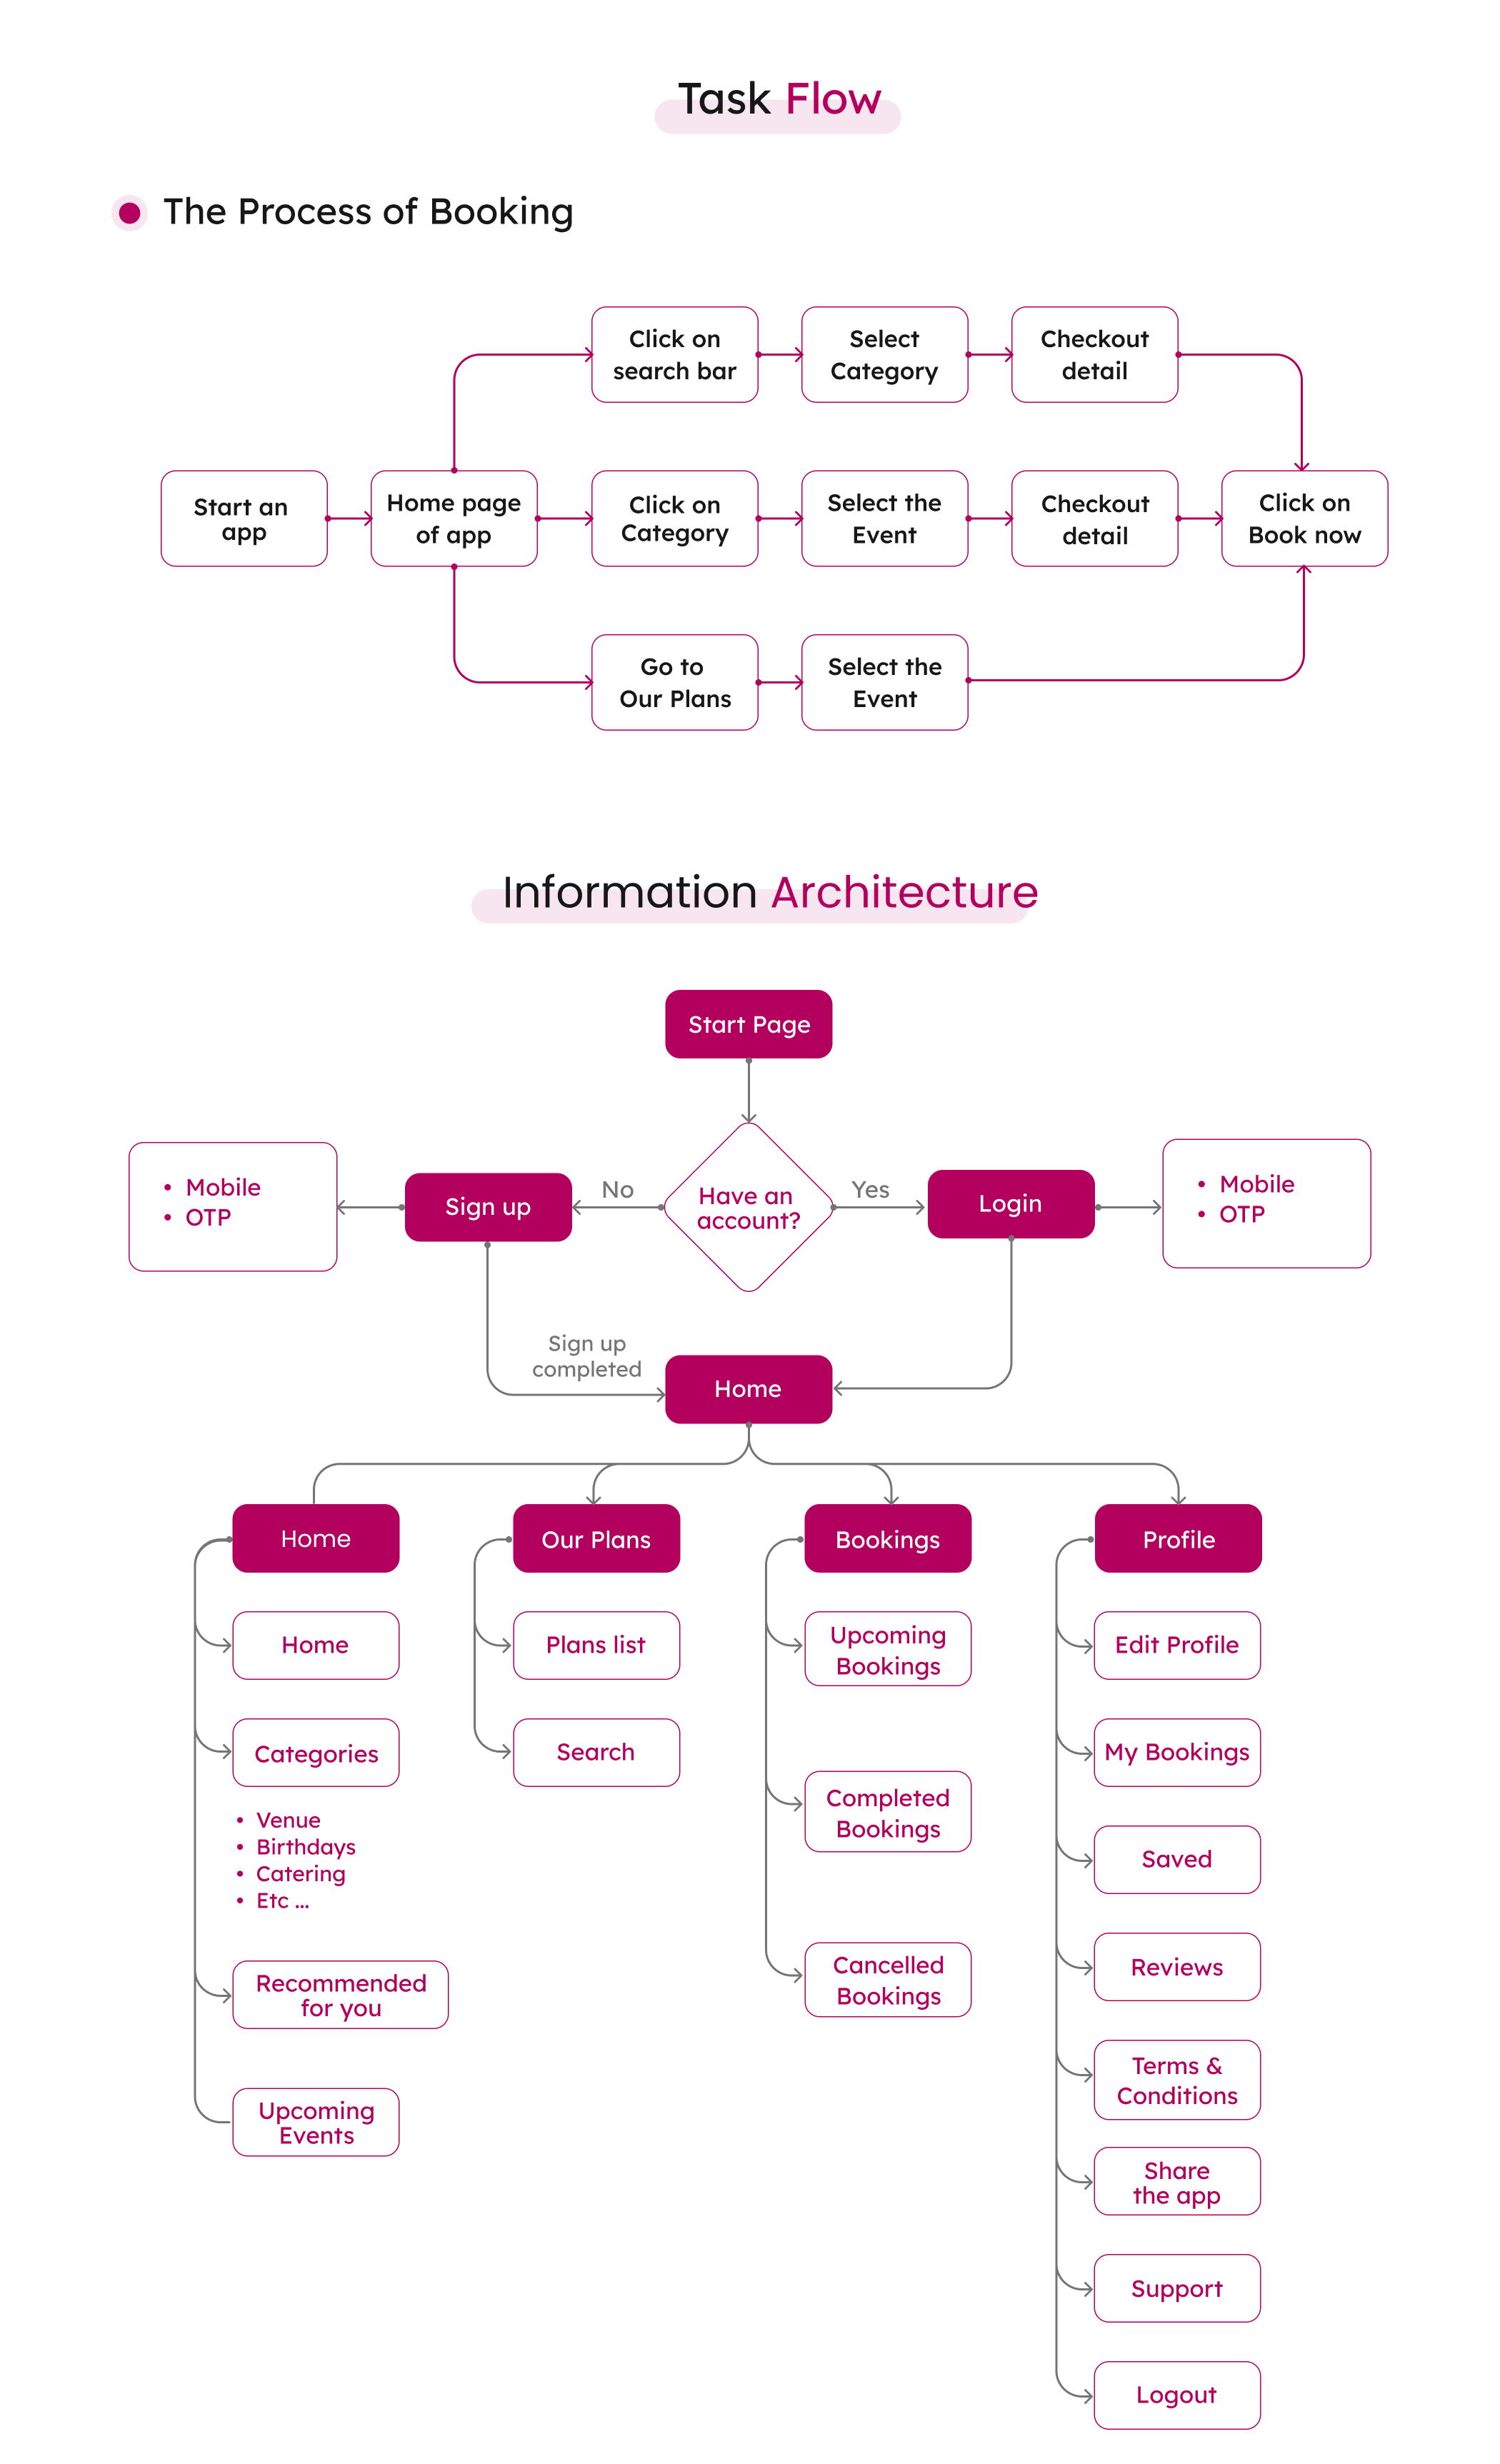 Task Flow
The Process of Booking
Click on
search bar
Select
Category
Checkout
detail
Start an
app
Home page
of app
Click on
Category
Select the
Event
Checkout
detail
Click on
Book now
Go to
Our Plans
Select the
Event
Information Architecture
Start Page
• Mobile
• OTP
Sign up
No
Have an
account?
Yes
Login
• Mobile
• OTP
Sign up
completed
Home
Home
Our Plans
Bookings
Profile
Home
Categories
• Venue
• Birthdays
• Catering
• Etc ...
Recommended
for you
Upcoming
Events
Plans list
Search
Upcoming
Bookings
Completed
Bookings
Cancelled
Bookings
Edit Profile
My Bookings
Saved
Reviews
Terms &
Conditions
Share
the app
Support
Logout